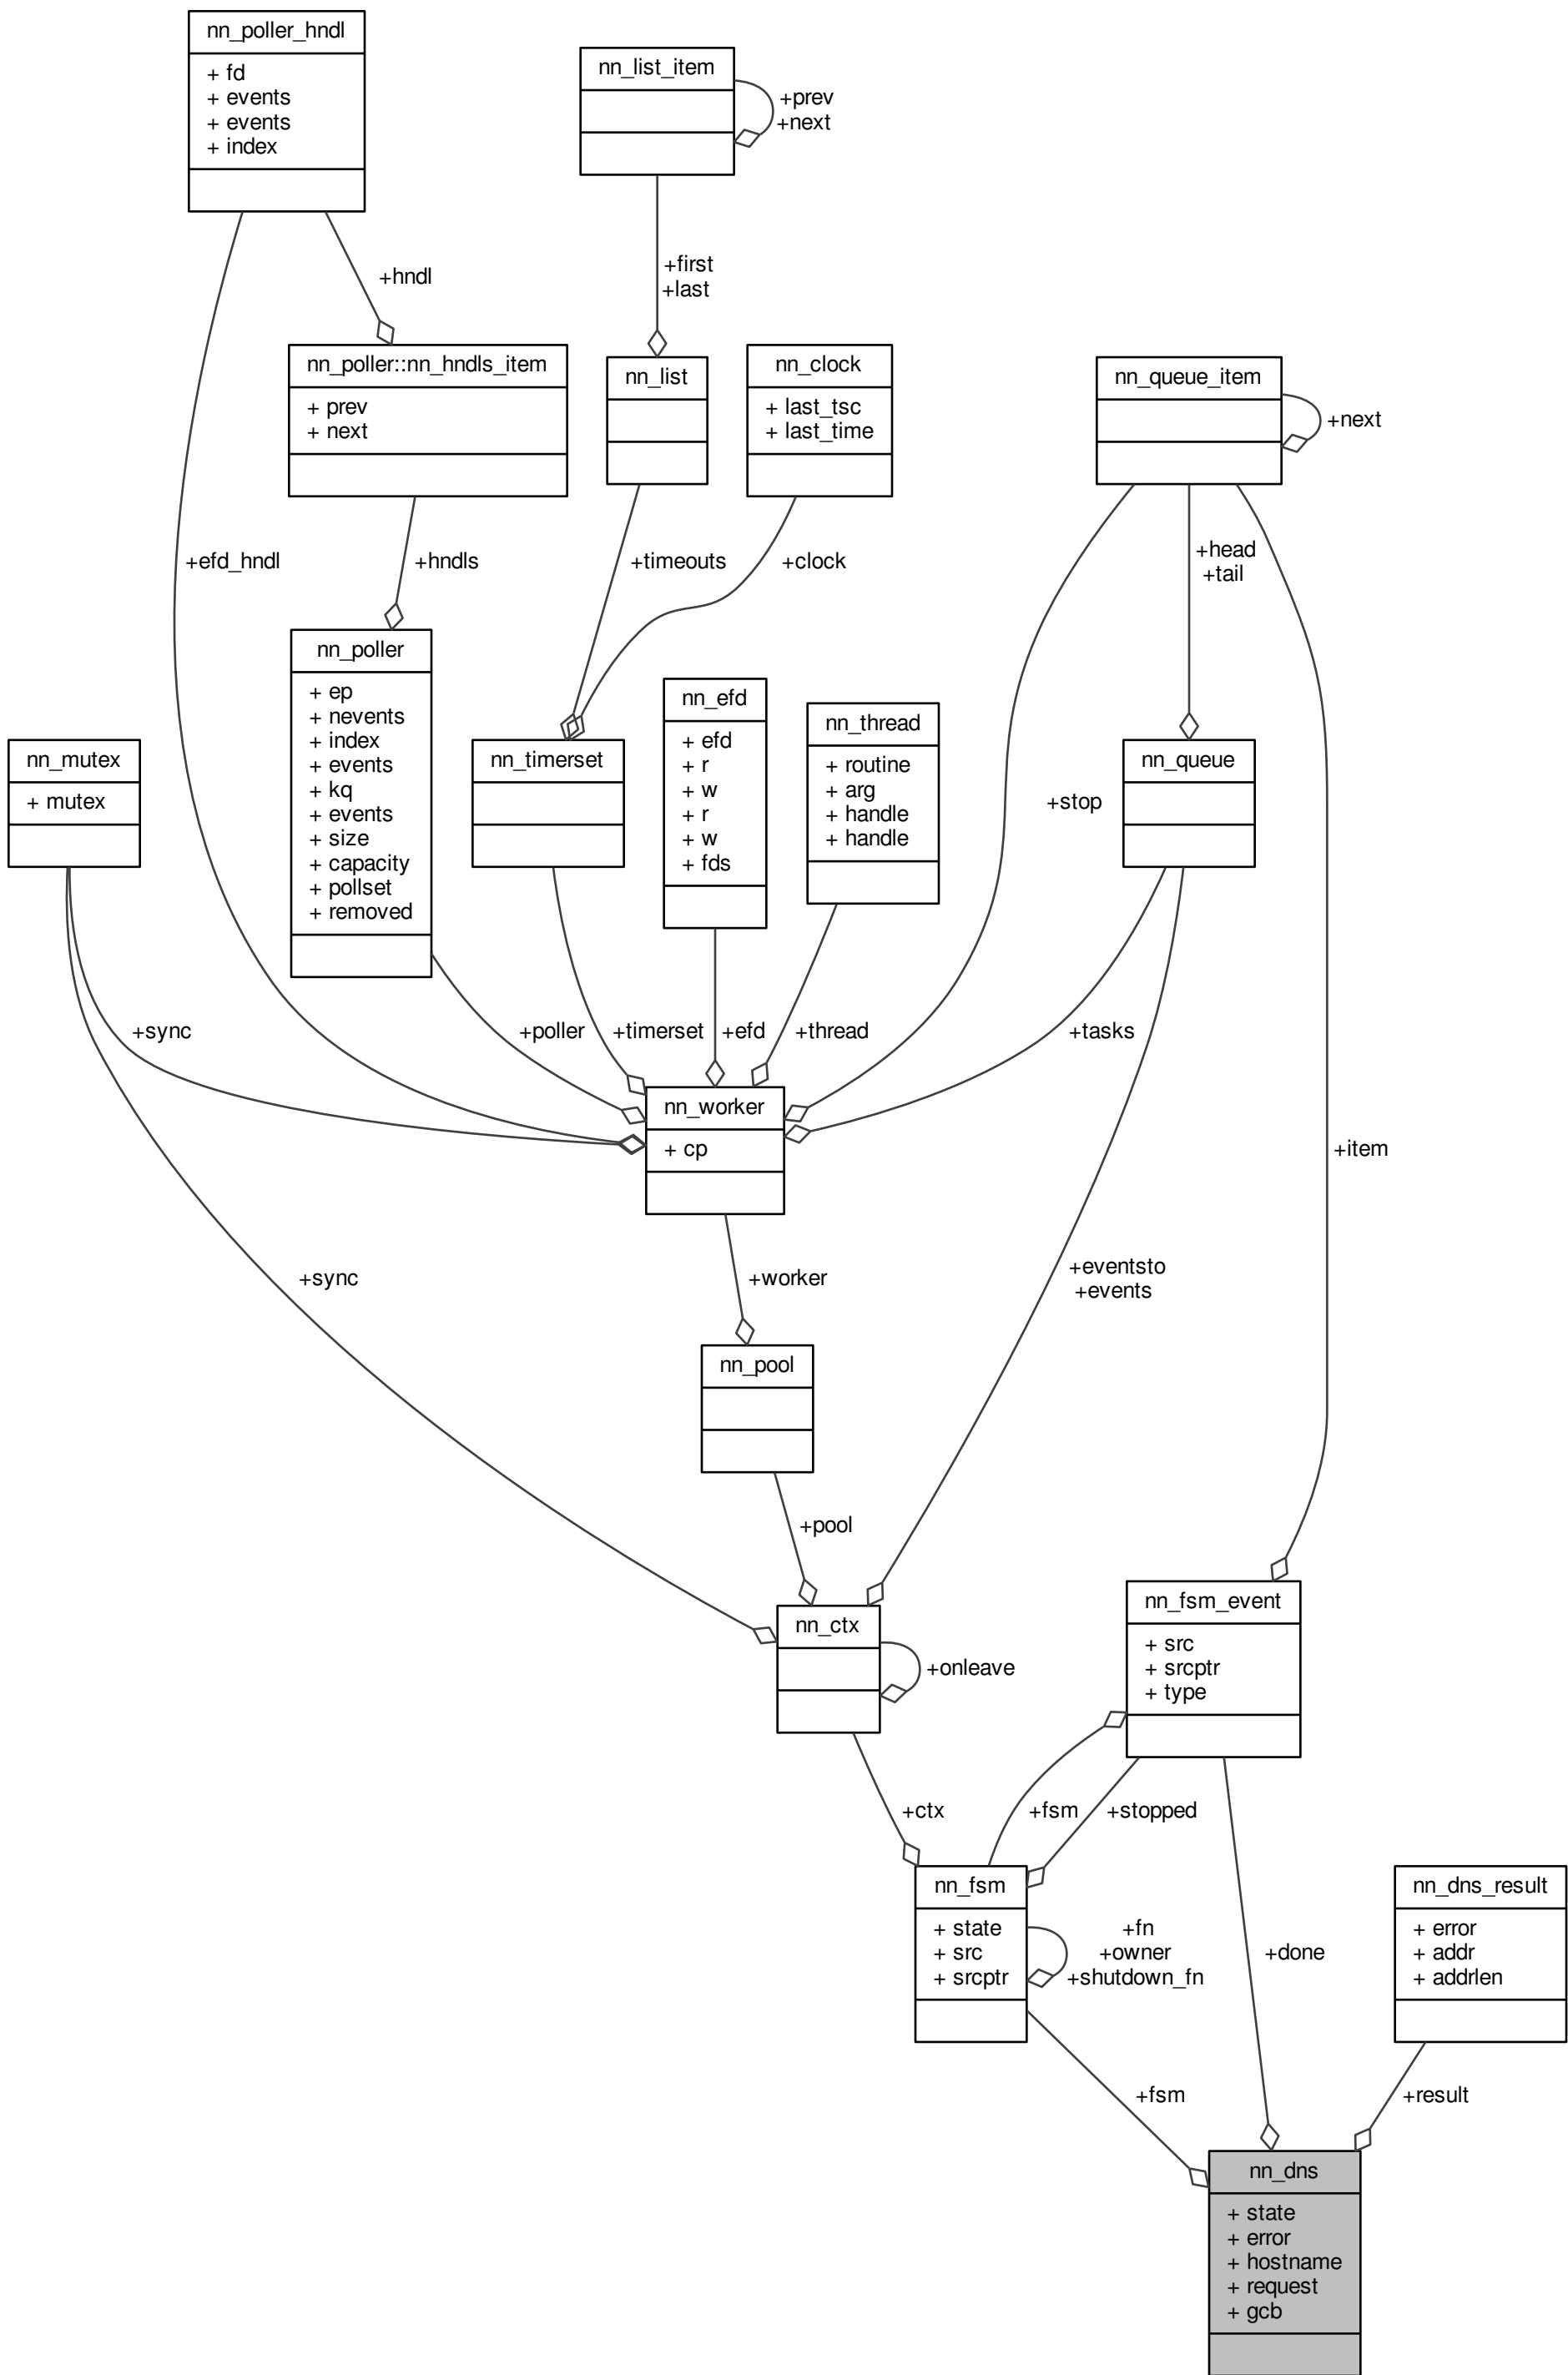 nn_poller_hndl
+ fd
+ events
+ events
+ index
nn_list_item
+prev
+next
+hndl
+first
+last
nn_poller::nn_hndls_item
+ prev
+ next
nn_list
nn_clock
+ last_tsc
+ last_time
nn_queue_item
+next
+efd_hndl
+hndls
+timeouts
+clock
+head
+tail
nn_poller
+ ep
+ nevents
+ index
+ events
+ kq
+ events
+ size
+ capacity
+ pollset
+ removed
nn_mutex
+ mutex
nn_timerset
nn_efd
+ efd
+ r
+ w
+ r
+ w
+ fds
nn_thread
+ routine
+ arg
+ handle
+ handle
+stop
nn_queue
+sync
+poller
+timerset
+efd
+thread
+tasks
nn_worker
+ cp
+item
+sync
+worker
+eventsto
+events
nn_pool
+pool
nn_ctx
+onleave
nn_fsm_event
+ src
+ srcptr
+ type
+ctx
+fsm
+stopped
nn_fsm
+ state
+ src
+ srcptr
+fn
+owner
+shutdown_fn
+done
nn_dns_result
+ error
+ addr
+ addrlen
+fsm
+result
nn_dns
+ state
+ error
+ hostname
+ request
+ gcb